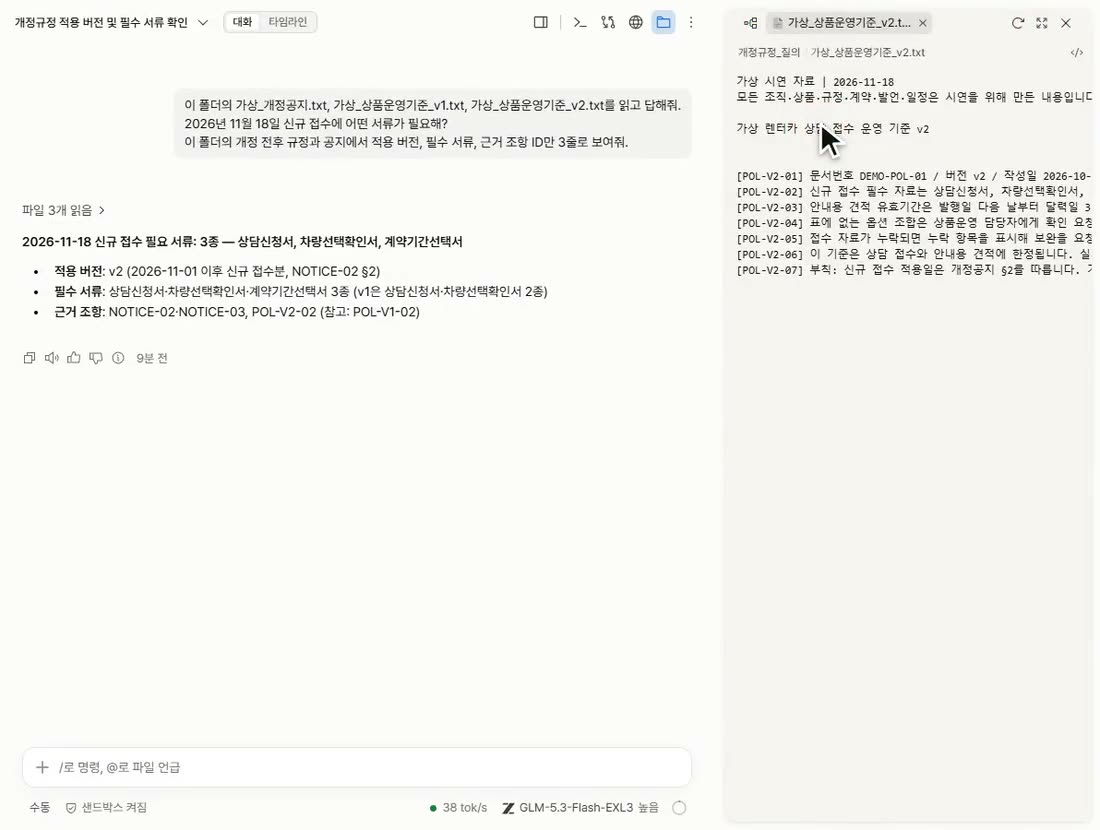 개정규정 적용 버전 및 필수 서류 확인
대화 타임라인
이 폴더의 가상_개정공지.txt, 가상_상품운영기준_v1.txt, 가상_상품운영기준_v2.txt를 읽고 답해줘.
2026년 11월 18일 신규 접수에 어떤 서류가 필요해?
이 폴더의 개정 전후 규정과 공지에서 적용 버전, 필수 서류, 근거 조항 ID만 3줄로 보여줘.
파일 3개 읽음
2026-11-18 신규 접수 필요 서류: 3종 — 상담신청서, 차량선택확인서, 계약기간선택서
• 적용 버전: v2 (2026-11-01 이후 신규 접수분, NOTICE-02 §2)
• 필수 서류: 상담신청서·차량선택확인서·계약기간선택서 3종 (v1은 상담신청서·차량선택확인서 2종)
• 근거 조항: NOTICE-02·NOTICE-03, POL-V2-02 (참고: POL-V1-02)
9분 전
/로 명령, @로 파일 언급
수동 샌드박스 켜짐
38 tok/s GLM-5.3-Flash-EXL3 높음
가상_상품운영기준_v2.t...
개정규정_질의 가상_상품운영기준_v2.txt
가상 시연 자료 | 2026-11-18
모든 조직·상품·규정·계약·발언·일정은 시연을 위해 만든 내용입니다
가상 렌터카 상담 접수 운영 기준 v2
[POL-V2-01] 문서번호 DEMO-POL-01 / 버전 v2 / 작성일 2026-10-
[POL-V2-02] 신규 접수 필수 자료는 상담신청서, 차량선택확인서,
[POL-V2-03] 안내용 견적 유효기간은 발행일 다음 날부터 달력일 3
[POL-V2-04] 표에 없는 옵션 조합은 상품운영 담당자에게 확인 요청
[POL-V2-05] 접수 자료가 누락되면 누락 항목을 표시해 보완을 요청
[POL-V2-06] 이 기준은 상담 접수와 안내용 견적에 한정됩니다. 실
[POL-V2-07] 부칙: 신규 접수 적용일은 개정공지 §2를 따릅니다.